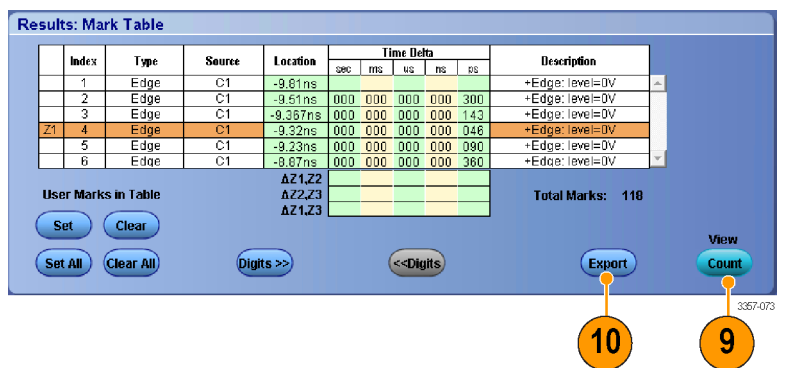 Results: Mark Table
Index Type Source Location Time Delta Description
sec ms us ns ps
1 Edge C1 -9.81ns +Edge: level=0V
2 Edge C1 -9.51ns 000 000 000 000 300 +Edge: level=0V
3 Edge C1 -9.367ns 000 000 000 000 143 +Edge: level=0V
Z1 4 Edge C1 -9.32ns 000 000 000 000 046 +Edge: level=0V
5 Edge C1 -9.23ns 000 000 000 000 090 +Edge: level=0V
6 Edge C1 -8.87ns 000 000 000 000 360 +Edge: level=0V
ΔZ1,Z2
User Marks in Table ΔZ2,Z3 Total Marks: 118
ΔZ1,Z3
Set Clear
View
Set All Clear All Digits >> <<Digits Export Count
3357-073
10 9